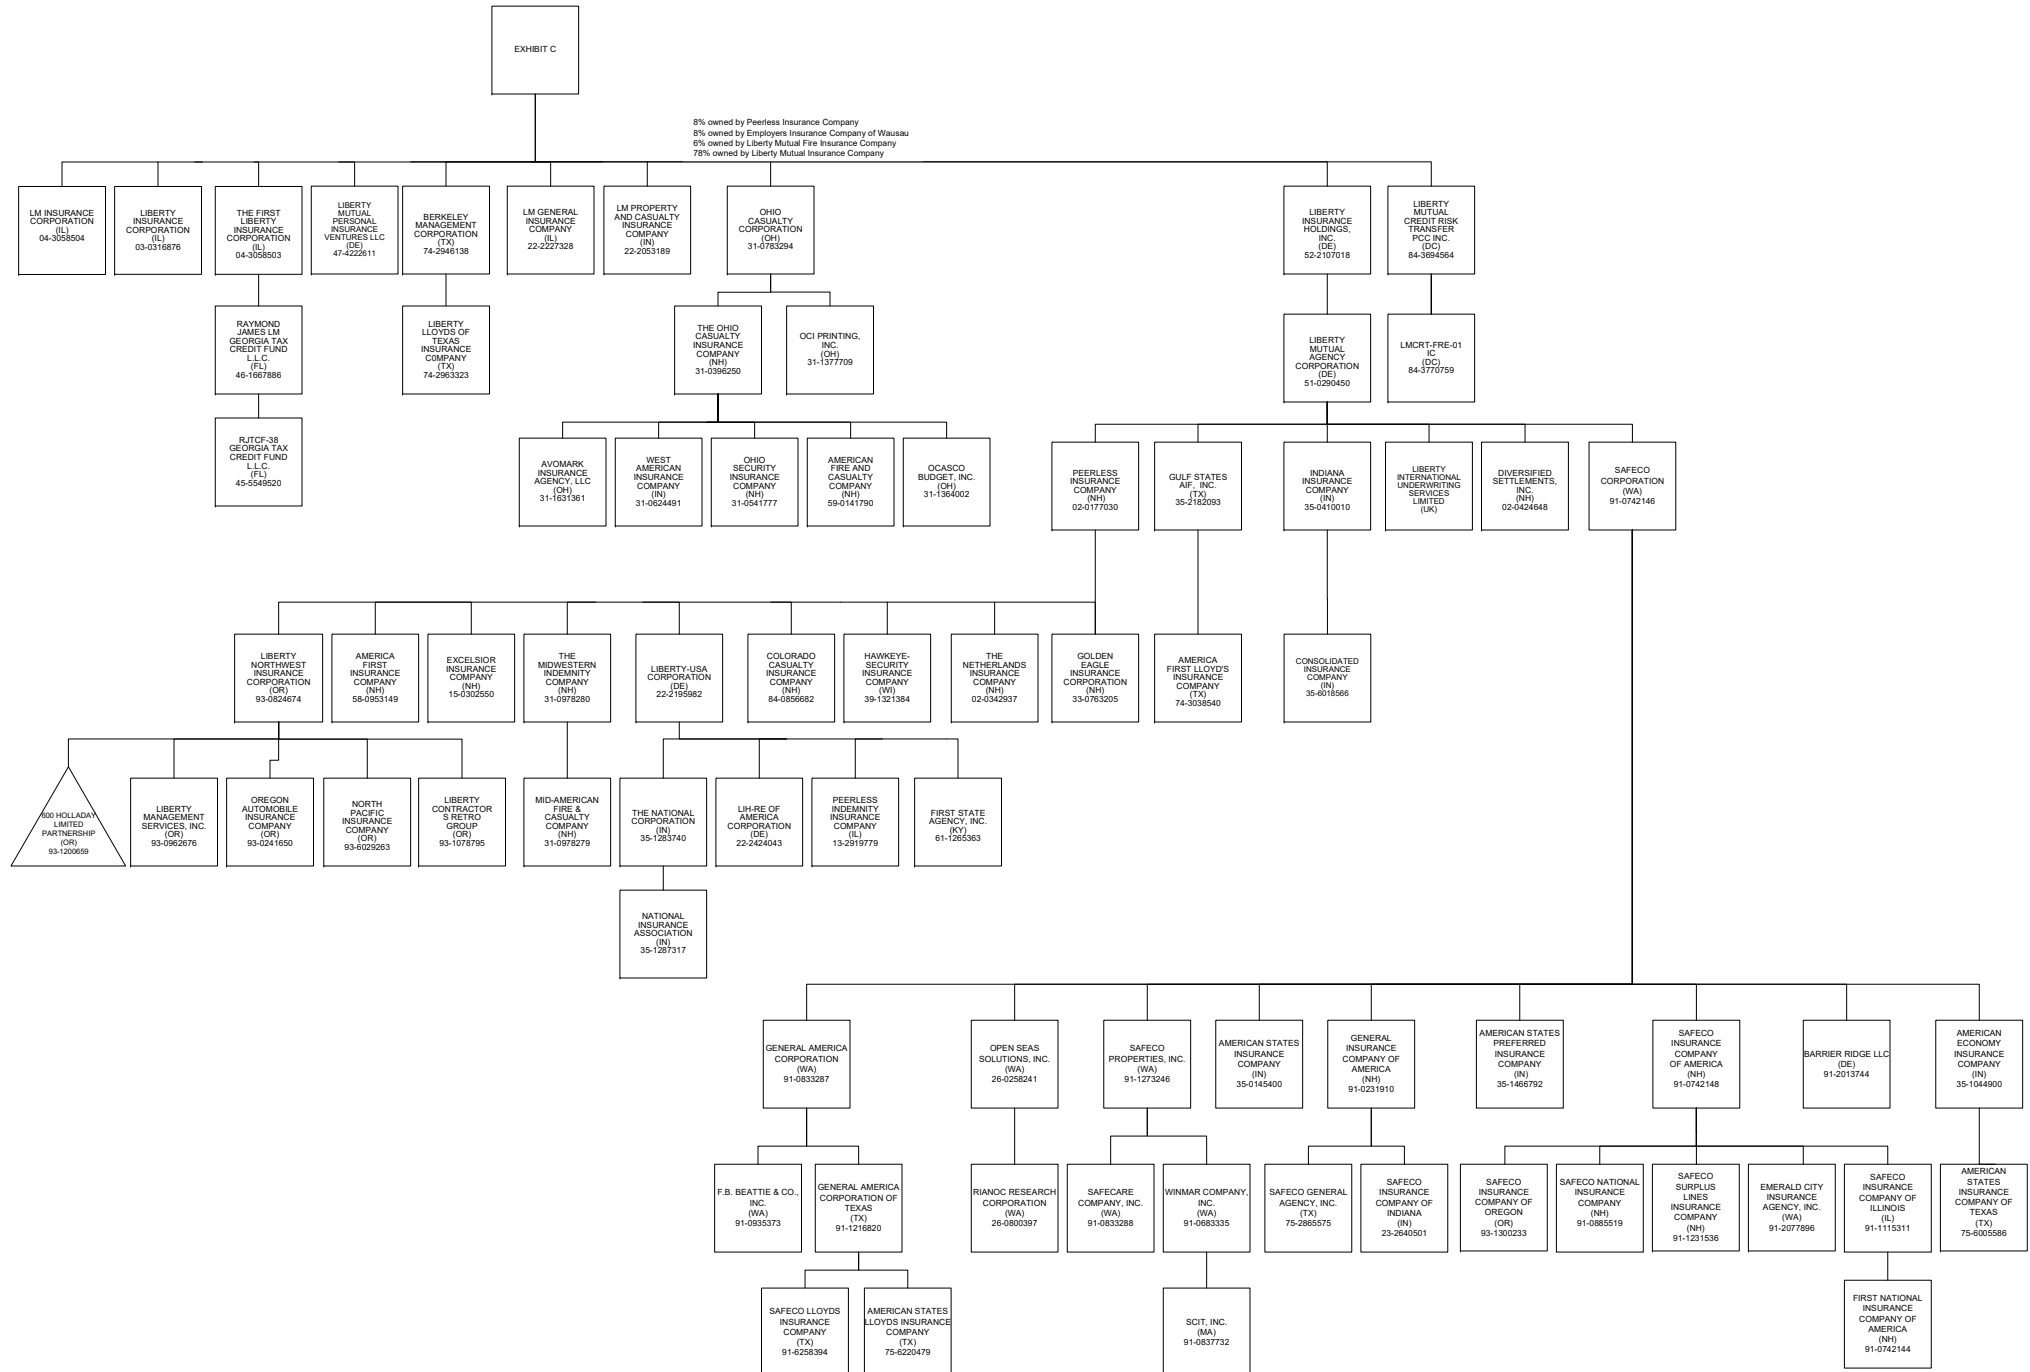 EXHIBIT C
8% owned by Peerless Insurance Company
8% owned by Employers Insurance Company of Wausau
6% owned by Liberty Mutual Fire Insurance Company
78% owned by Liberty Mutual Insurance Company
LM INSURANCE
CORPORATION
(IL)
04-3058504
LIBERTY
INSURANCE
CORPORATION
(IL)
03-0316876
THE FIRST
LIBERTY
INSURANCE
CORPORATION
(IL)
04-3058503
LIBERTY
MUTUAL
PERSONAL
INSURANCE
VENTURES LLC
(DE)
47-4222611
BERKELEY
MANAGEMENT
CORPORATION
(TX)
74-2946138
LM GENERAL
INSURANCE
COMPANY
(IL)
22-2227328
LM PROPERTY
AND CASUALTY
INSURANCE
COMPANY
(IN)
22-2053189
OHIO
CASUALTY
CORPORATION
(OH)
31-0783294
LIBERTY
INSURANCE
HOLDINGS,
INC.
(DE)
52-2107018
LIBERTY
MUTUAL
CREDIT RISK
TRANSFER
PCC INC.
(DC)
84-3694564
RAYMOND
JAMES LM
GEORGIA TAX
CREDIT FUND
L.L.C.
(FL)
46-1667886
LIBERTY
LLOYDS OF
TEXAS
INSURANCE
C0MPANY
(TX)
74-2963323
THE OHIO
CASUALTY
INSURANCE
COMPANY
(NH)
31-0396250
OCI PRINTING,
INC.
(OH)
31-1377709
LIBERTY
MUTUAL
AGENCY
CORPORATION
(DE)
51-0290450
LMCRT-FRE-01
IC
(DC)
84-3770759
RJTCF-38
GEORGIA TAX
CREDIT FUND
L.L.C.
(FL)
45-5549520
AVOMARK
INSURANCE
AGENCY, LLC
(OH)
31-1631361
WEST
AMERICAN
INSURANCE
COMPANY
(IN)
31-0624491
OHIO
SECURITY
INSURANCE
COMPANY
(NH)
31-0541777
AMERICAN
FIRE AND
CASUALTY
COMPANY
(NH)
59-0141790
OCASCO
BUDGET, INC.
(OH)
31-1364002
PEERLESS
INSURANCE
COMPANY
(NH)
02-0177030
GULF STATES
AIF, INC.
(TX)
35-2182093
INDIANA
INSURANCE
COMPANY
(IN)
35-0410010
LIBERTY
INTERNATIONAL
UNDERWRITING
SERVICES
LIMITED
(UK)
DIVERSIFIED
SETTLEMENTS,
INC.
(NH)
02-0424648
SAFECO
CORPORATION
(WA)
91-0742146
LIBERTY
NORTHWEST
INSURANCE
CORPORATION
(OR)
93-0824674
AMERICA
FIRST
INSURANCE
COMPANY
(NH)
58-0953149
EXCELSIOR
INSURANCE
COMPANY
(NH)
15-0302550
THE
MIDWESTERN
INDEMNITY
COMPANY
(NH)
31-0978280
LIBERTY-USA
CORPORATION
(DE)
22-2195982
COLORADO
CASUALTY
INSURANCE
COMPANY
(NH)
84-0856682
HAWKEYE-
SECURITY
INSURANCE
COMPANY
(WI)
39-1321384
THE
NETHERLANDS
INSURANCE
COMPANY
(NH)
02-0342937
GOLDEN
EAGLE
INSURANCE
CORPORATION
(NH)
33-0763205
AMERICA
FIRST LLOYD'S
INSURANCE
COMPANY
(TX)
74-3038540
CONSOLIDATED
INSURANCE
COMPANY
(IN)
35-6018566
600 HOLLADAY
LIMITED
PARTNERSHIP
(OR)
93-1200659
LIBERTY
MANAGEMENT
SERVICES, INC.
(OR)
93-0962676
OREGON
AUTOMOBILE
INSURANCE
COMPANY
(OR)
93-0241650
NORTH
PACIFIC
INSURANCE
COMPANY
(OR)
93-6029263
LIBERTY
CONTRACTOR
S RETRO
GROUP
(OR)
93-1078795
MID-AMERICAN
FIRE &
CASUALTY
COMPANY
(NH)
31-0978279
THE NATIONAL
CORPORATION
(IN)
35-1283740
LIH-RE OF
AMERICA
CORPORATION
(DE)
22-2424043
PEERLESS
INDEMNITY
INSURANCE
COMPANY
(IL)
13-2919779
FIRST STATE
AGENCY, INC.
(KY)
61-1265363
NATIONAL
INSURANCE
ASSOCIATION
(IN)
35-1287317
GENERAL AMERICA
CORPORATION
(WA)
91-0833287
OPEN SEAS
SOLUTIONS, INC.
(WA)
26-0258241
SAFECO
PROPERTIES, INC.
(WA)
91-1273246
AMERICAN STATES
INSURANCE
COMPANY
(IN)
35-0145400
GENERAL
INSURANCE
COMPANY OF
AMERICA
(NH)
91-0231910
AMERICAN STATES
PREFERRED
INSURANCE
COMPANY
(IN)
35-1466792
SAFECO
INSURANCE
COMPANY
OF AMERICA
(NH)
91-0742148
BARRIER RIDGE LLC
(DE)
91-2013744
AMERICAN
ECONOMY
INSURANCE
COMPANY
(IN)
35-1044900
F.B. BEATTIE & CO.,
INC.
(WA)
91-0935373
GENERAL AMERICA
CORPORATION OF
TEXAS
(TX)
91-1216820
RIANOC RESEARCH
CORPORATION
(WA)
26-0800397
SAFECARE
COMPANY, INC.
(WA)
91-0833288
WINMAR COMPANY,
INC.
(WA)
91-0683335
SAFECO GENERAL
AGENCY, INC.
(TX)
75-2865575
SAFECO
INSURANCE
COMPANY OF
INDIANA
(IN)
23-2640501
SAFECO
INSURANCE
COMPANY OF
OREGON
(OR)
93-1300233
SAFECO NATIONAL
INSURANCE
COMPANY
(NH)
91-0885519
SAFECO
SURPLUS
LINES
INSURANCE
COMPANY
(NH)
91-1231536
EMERALD CITY
INSURANCE
AGENCY, INC.
(WA)
91-2077896
SAFECO
INSURANCE
COMPANY OF
ILLINOIS
(IL)
91-1115311
AMERICAN
STATES
INSURANCE
COMPANY OF
TEXAS
(TX)
75-6005586
SAFECO LLOYDS
INSURANCE
COMPANY
(TX)
91-6258394
AMERICAN STATES
LLOYDS INSURANCE
COMPANY
(TX)
75-6220479
SCIT, INC.
(MA)
91-0837732
FIRST NATIONAL
INSURANCE
COMPANY OF
AMERICA
(NH)
91-0742144